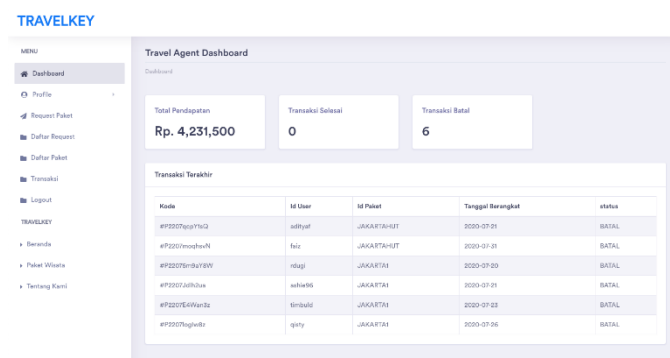 TRAVELKEY
MENU
Dashboard
Profile
Request Paket
Daftar Request
Daftar Paket
Transaksi
Logout
TRAVELKEY
Beranda
Paket Wisata
Tentang Kami
Travel Agent Dashboard
Dashboard
Total Pendapatan
Rp. 4,231,500
Transaksi Selesai
0
Transaksi Batal
6
Transaksi Terakhir
Kode Id User Id Paket Tanggal Berangkat status
adityaf JAKARTAHUT 2020-07-21 BATAL
faiz JAKARTAHUT 2020-07-31 BATAL
rdugi JAKARTA1 2020-07-20 BATAL
ashia96 JAKARTA1 2020-07-21 BATAL
timbuld JAKARTA1 2020-07-23 BATAL
qisty JAKARTA1 2020-07-26 BATAL